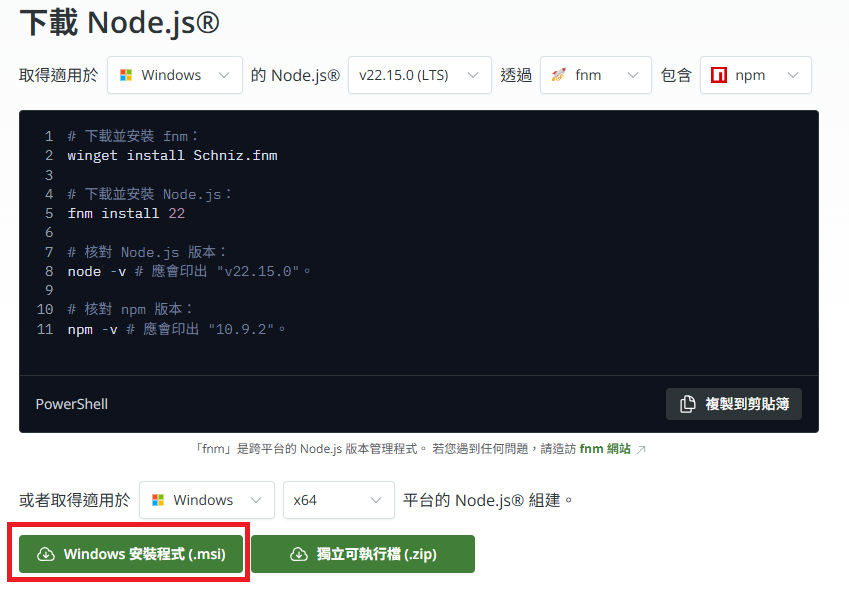 下載 Node.js®
取得適用於 Windows 的 Node.js® v22.15.0 (LTS) 透過 fnm 包含 npm
1 # 下載並安裝 fnm：
2 winget install Schniz.fnm
3
4 # 下載並安裝 Node.js：
5 fnm install 22
6
7 # 核對 Node.js 版本：
8 node -v # 應會印出 "v22.15.0"。
9
10 # 核對 npm 版本：
11 npm -v # 應會印出 "10.9.2"。
PowerShell 複製到剪貼簿
「fnm」是跨平台的 Node.js 版本管理程式。 若您遇到任何問題，請造訪 fnm 網站
或者取得適用於 Windows x64 平台的 Node.js® 組建。
Windows 安裝程式 (.msi) 獨立可執行檔 (.zip)